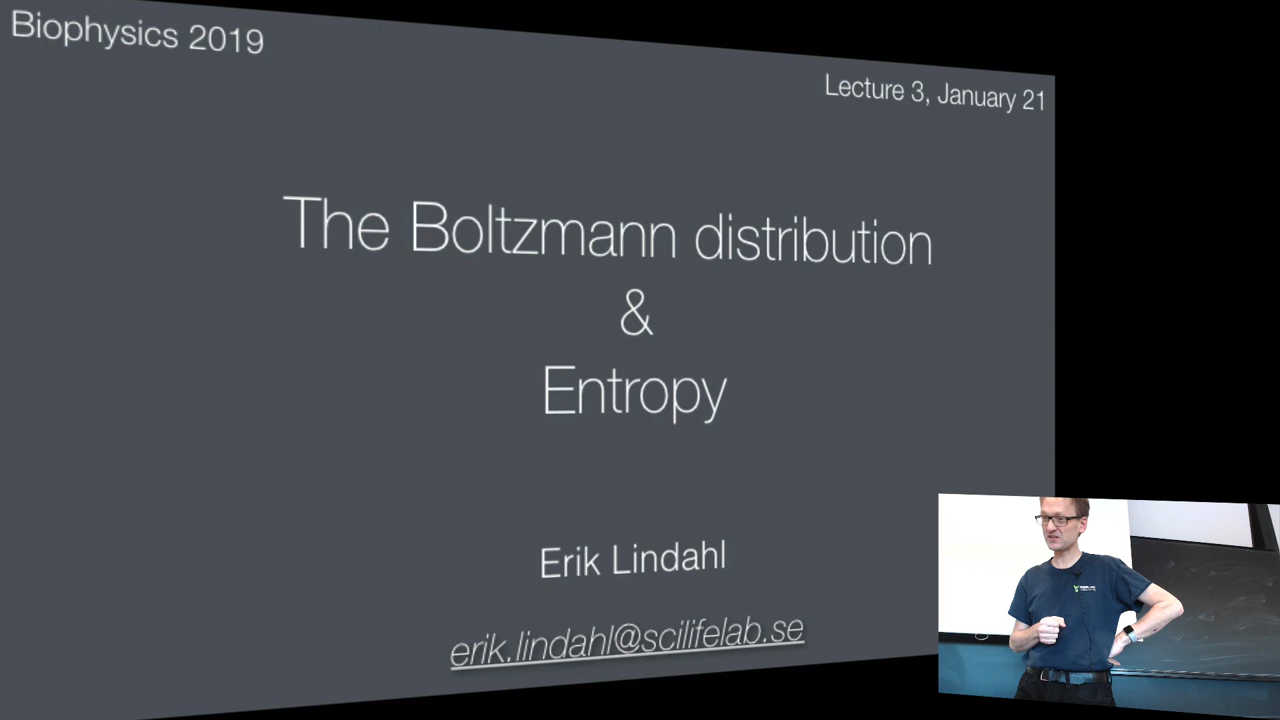 Biophysics 2019
Lecture 3, January 21
The Boltzmann distribution
&
Entropy
Erik Lindahl
erik.lindahl@scilifelab.se